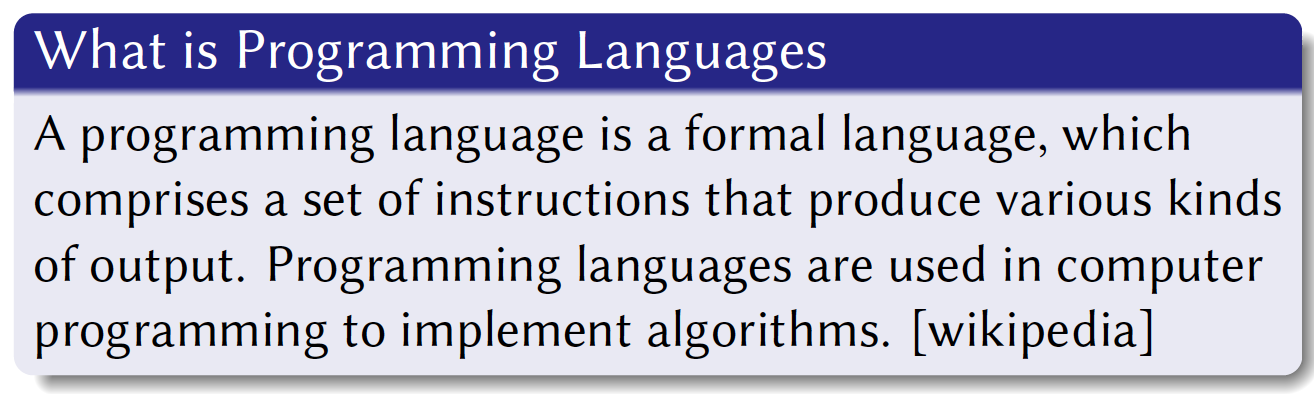 What is Programming Languages
A programming language is a formal language, which
comprises a set of instructions that produce various kinds
of output. Programming languages are used in computer
programming to implement algorithms. [wikipedia]